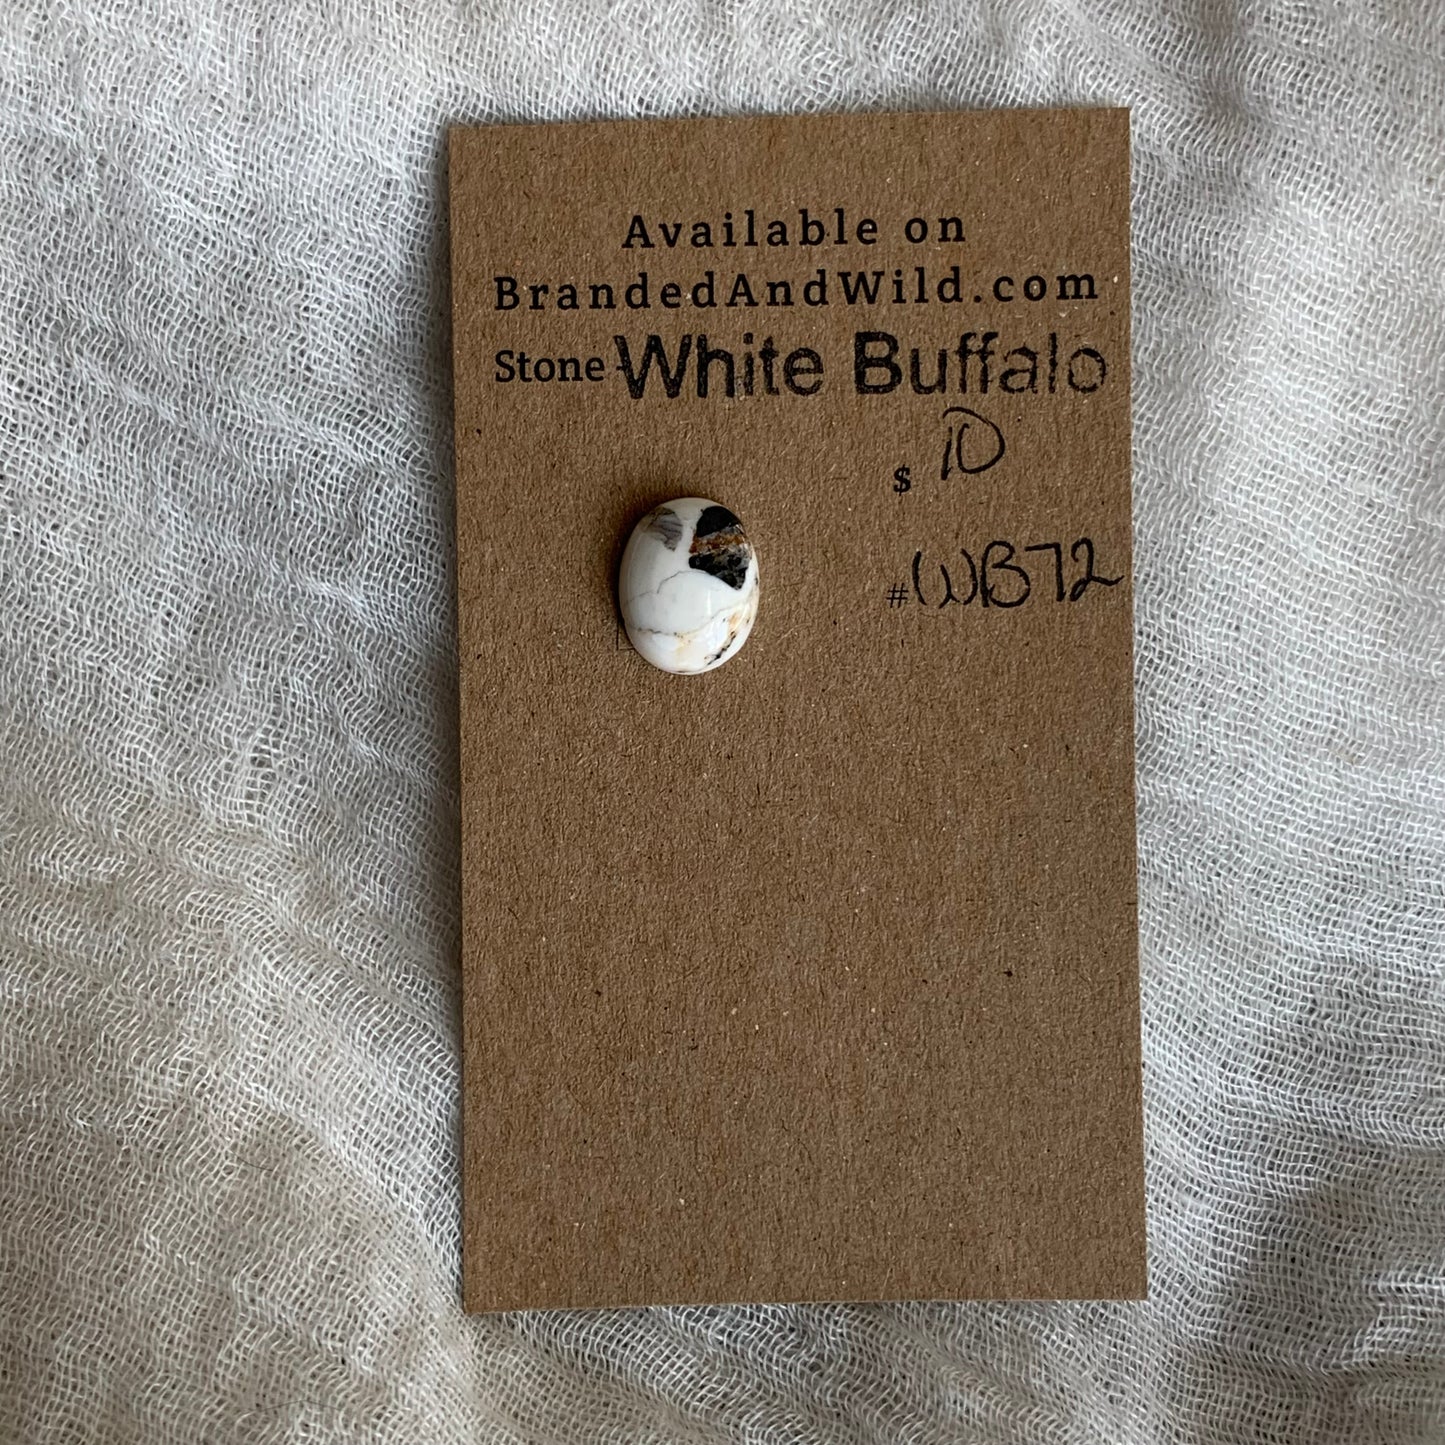 Available on
BrandedAndWild.com
Stone - White Buffalo
$ 10
#WB72